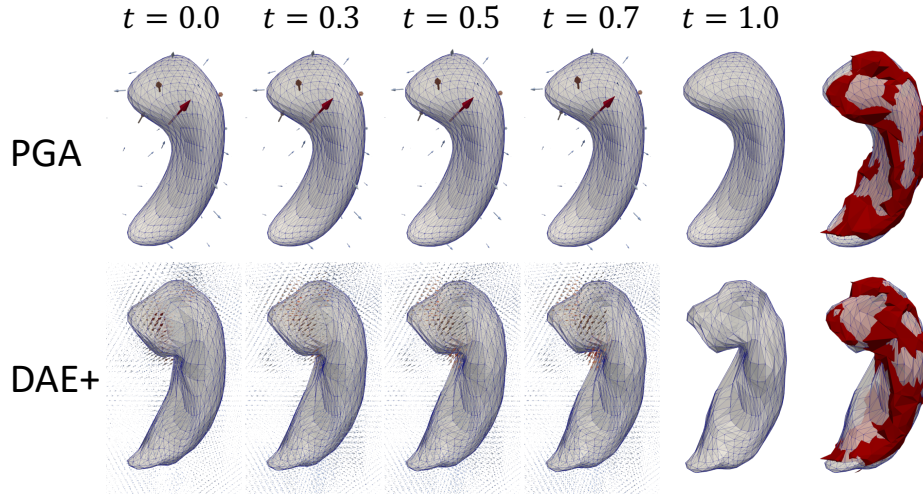 t = 0.0 t = 0.3 t = 0.5 t = 0.7 t = 1.0
PGA
DAE+